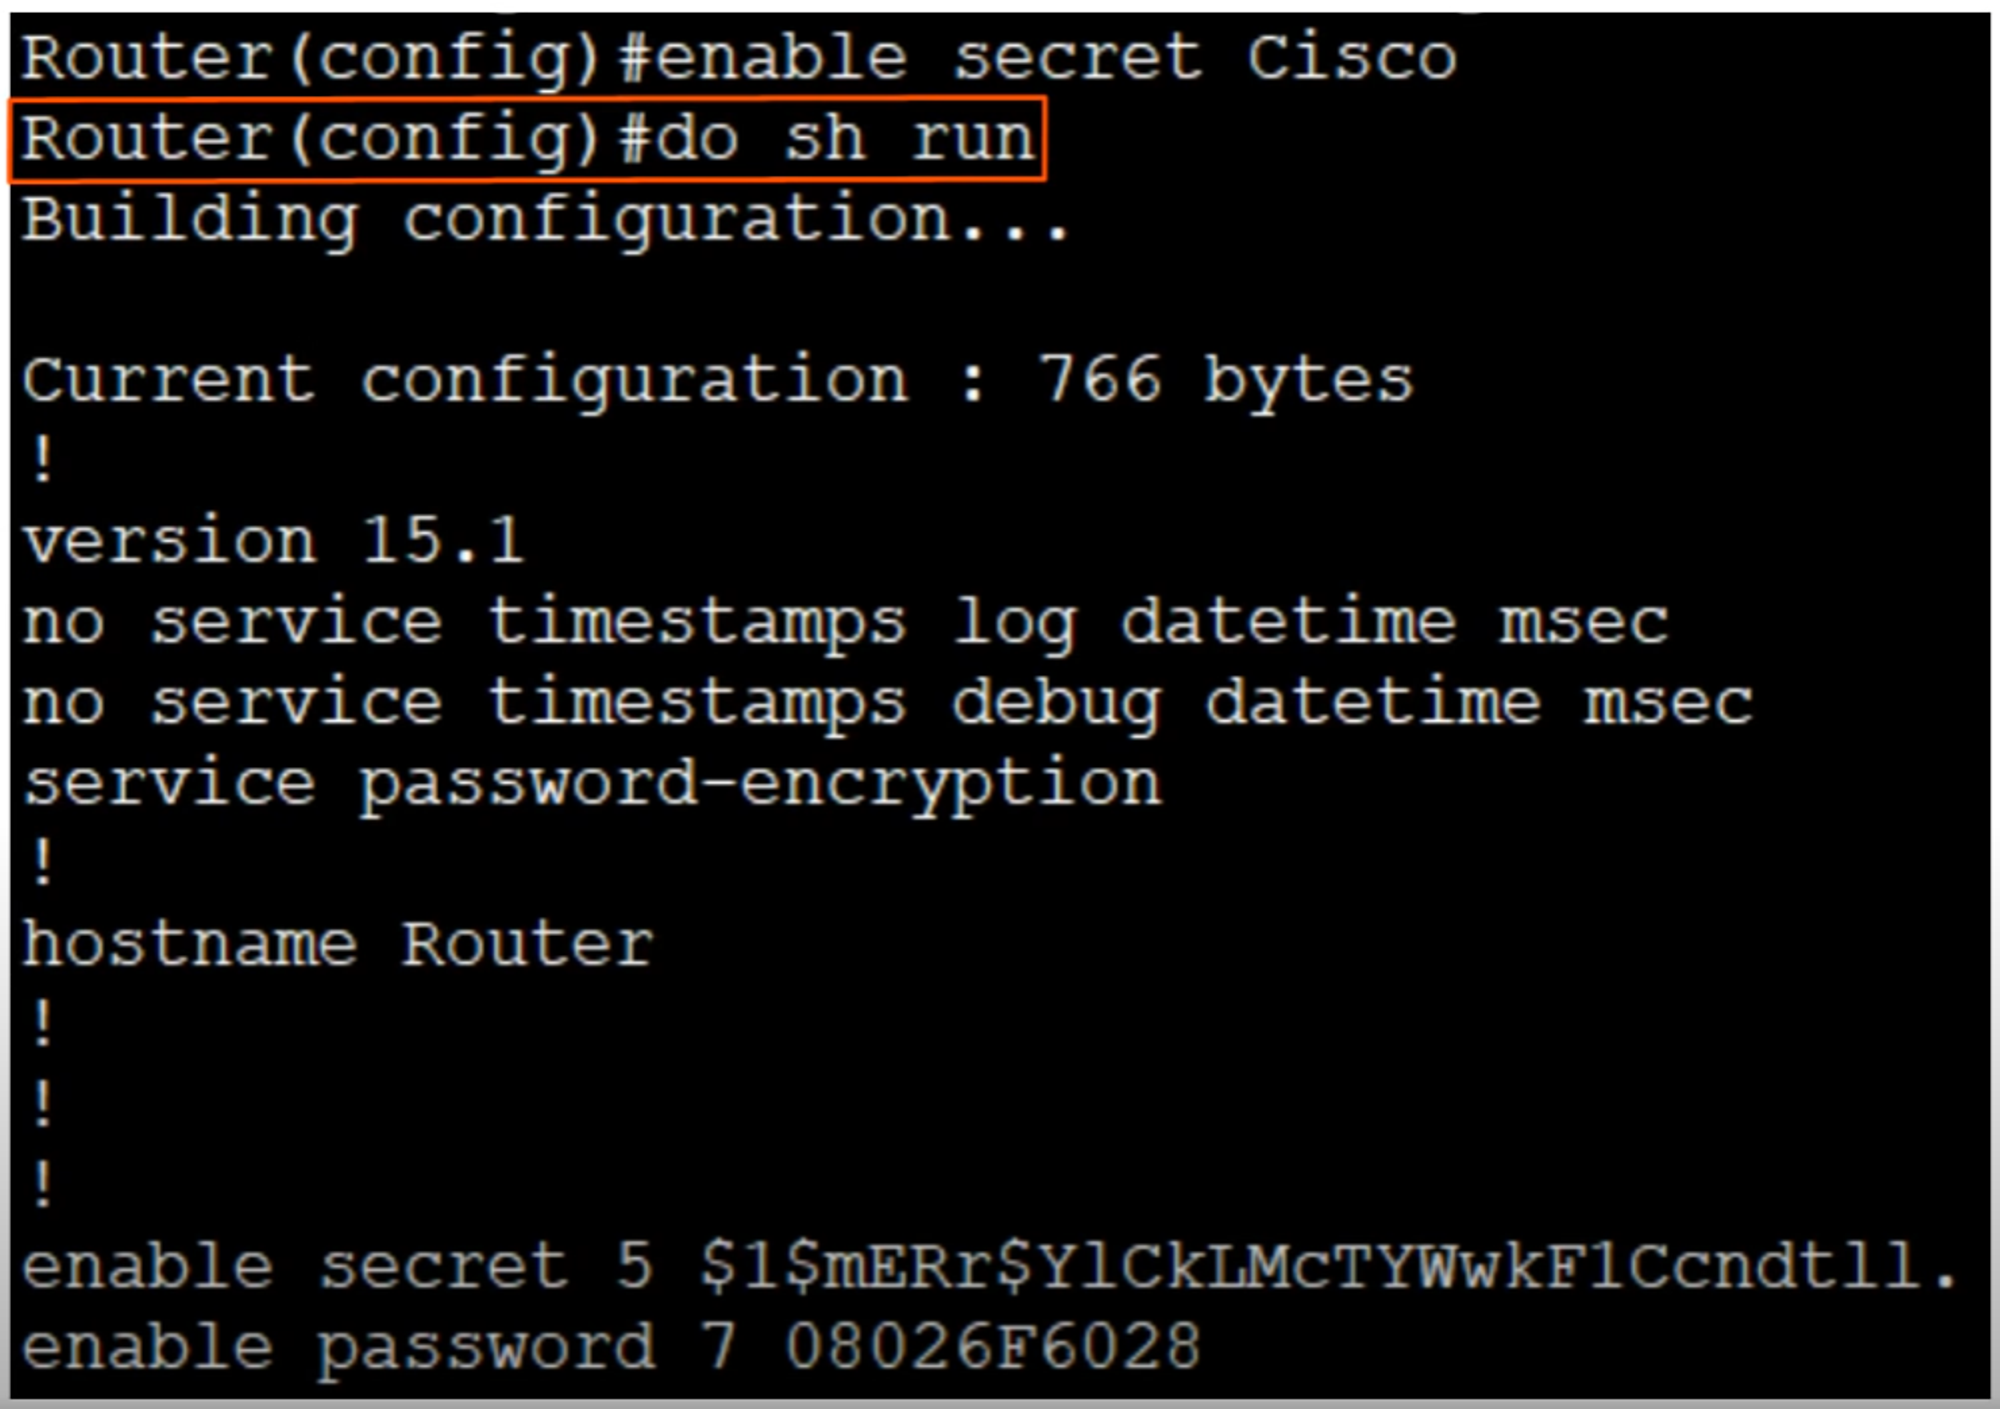 Router(config)#enable secret Cisco
Router(config)#do sh run
Building configuration...
Current configuration : 766 bytes
!
version 15.1
no service timestamps log datetime msec
no service timestamps debug datetime msec
service password-encryption
!
hostname Router
!
!
!
enable secret 5 $1$mERr$YlCkLMcTYWwkF1Ccndtll.
enable password 7 08026F6028